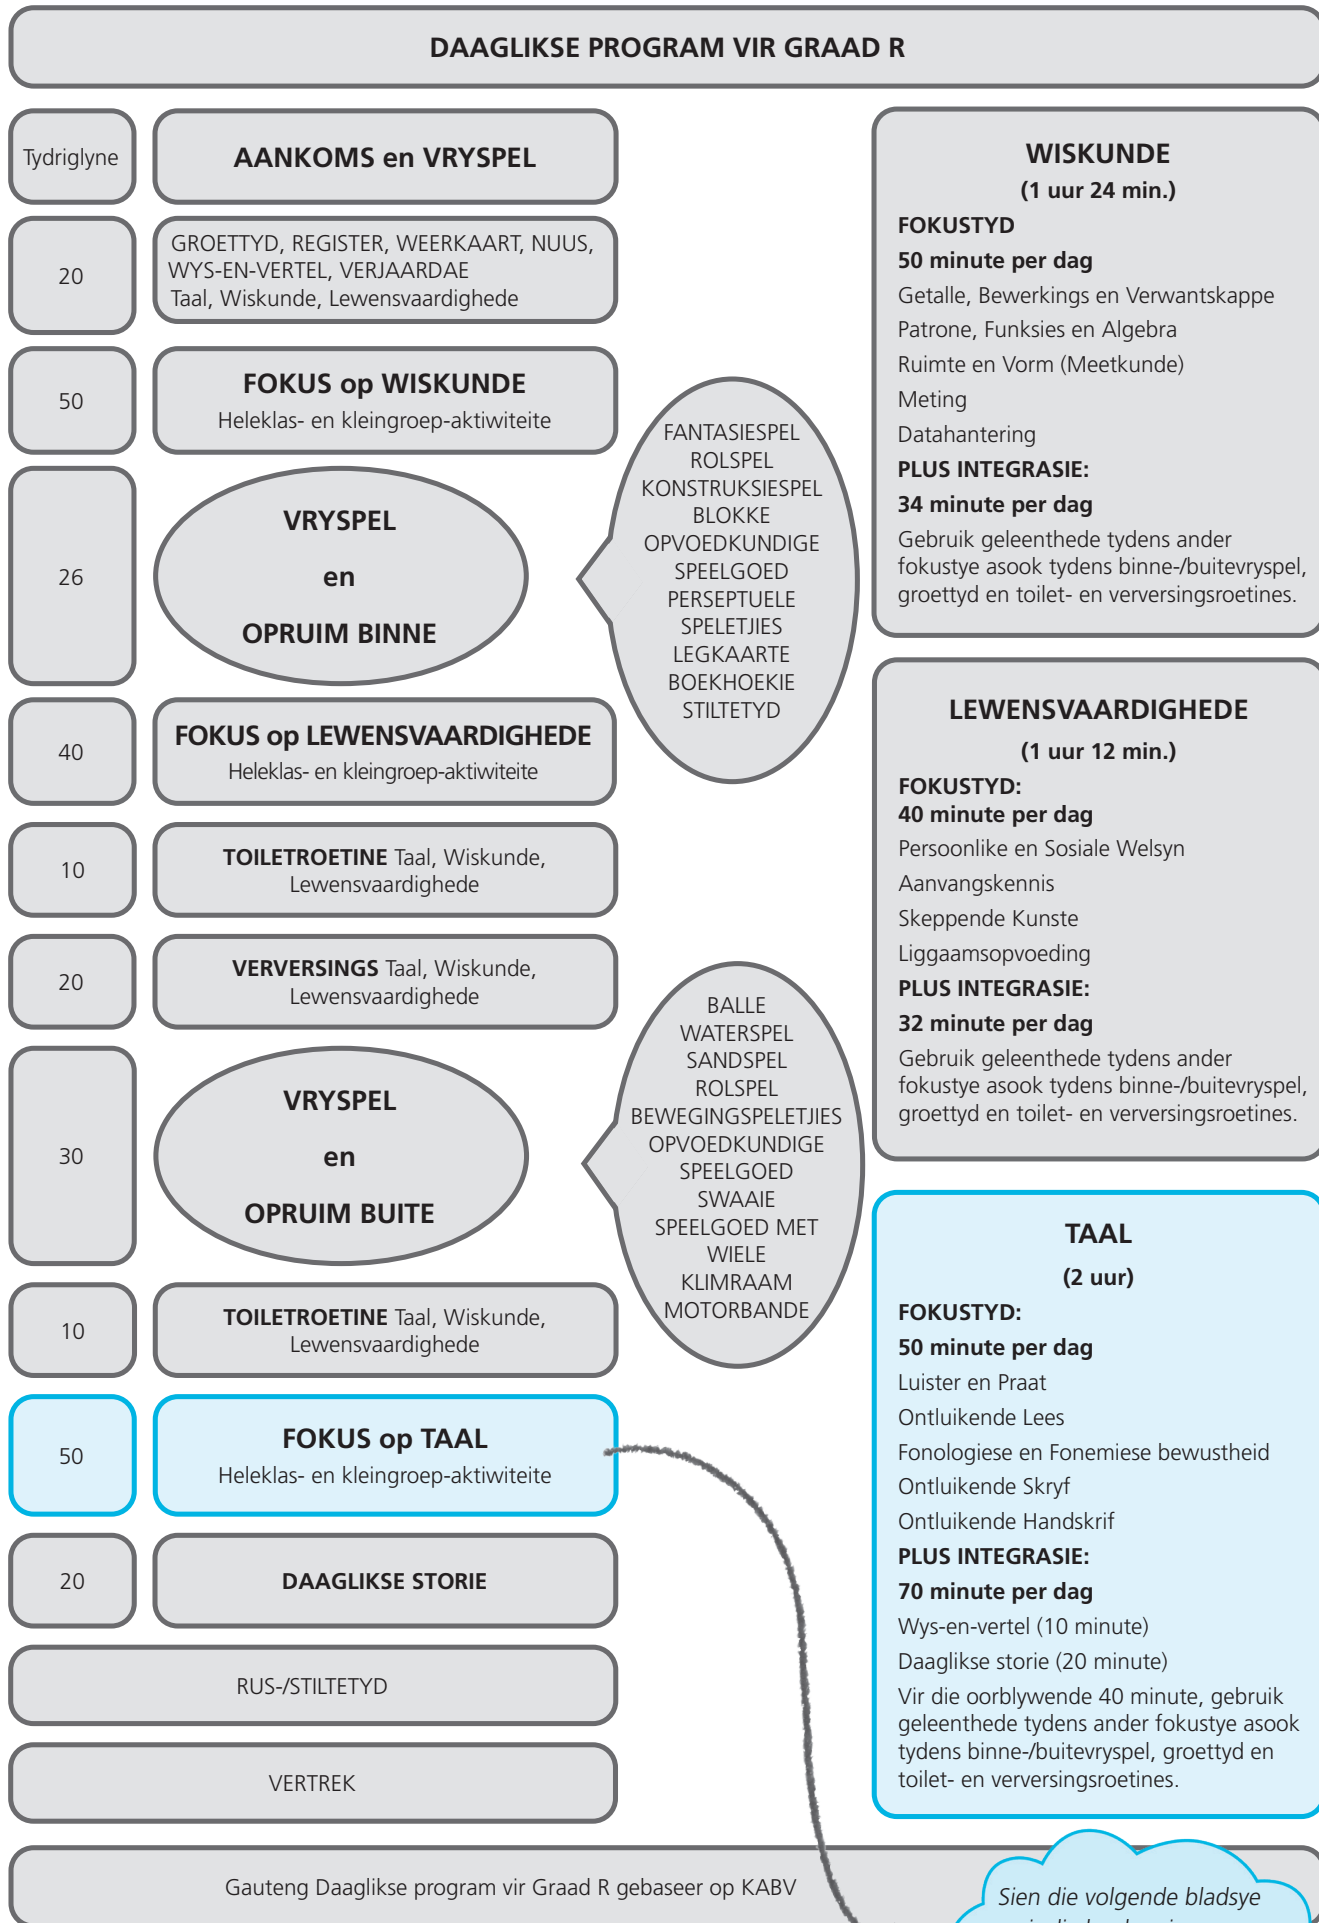 DAAGLIKSE PROGRAM VIR GRAAD R
Tydriglyne
AANKOMS en VRYSPEL
20
GROETTYD, REGISTER, WEERKAART, NUUS,
WYS-EN-VERTEL, VERJAARDAE
Taal, Wiskunde, Lewensvaardighede
50
FOKUS op WISKUNDE
Heleklas- en kleingroep-aktiwiteite
26
VRYSPEL
en
OPRUIM BINNE
FANTASIESPEL
ROLSPEL
KONSTRUKSIESPEL
BLOKKE
OPVOEDKUNDIGE
SPEELGOED
PERSEPTUELE
SPELETJIES
LEGKAARTE
BOEKHOEKIE
STILTETYD
40
FOKUS op LEWENSVAARDIGHEDE
Heleklas- en kleingroep-aktiwiteite
10
TOILETROETINE Taal, Wiskunde,
Lewensvaardighede
20
VERVERSINGS Taal, Wiskunde,
Lewensvaardighede
30
VRYSPEL
en
OPRUIM BUITE
BALLE
WATERSPEL
SANDSPEL
ROLSPEL
BEWEGINGSPELETJIES
OPVOEDKUNDIGE
SPEELGOED
SWAAIE
SPEELGOED MET
WIELE
KLIMRAAM
MOTORBANDE
10
TOILETROETINE Taal, Wiskunde,
Lewensvaardighede
50
FOKUS op TAAL
Heleklas- en kleingroep-aktiwiteite
20
DAAGLIKSE STORIE
RUS-/STILTETYD
VERTREK
WISKUNDE
(1 uur 24 min.)
FOKUSTYD
50 minute per dag
Getalle, Bewerkings en Verwantskappe
Patrone, Funksies en Algebra
Ruimte en Vorm (Meetkunde)
Meting
Datahantering
PLUS INTEGRASIE:
34 minute per dag
Gebruik geleenthede tydens ander
fokustye asook tydens binne-/buitevryspel,
groettyd en toilet- en verversingsroetines.
LEWENSVAARDIGHEDE
(1 uur 12 min.)
FOKUSTYD:
40 minute per dag
Persoonlike en Sosiale Welsyn
Aanvangskennis
Skeppende Kunste
Liggaamsopvoeding
PLUS INTEGRASIE:
32 minute per dag
Gebruik geleenthede tydens ander
fokustye asook tydens binne-/buitevryspel,
groettyd en toilet- en verversingsroetines.
TAAL
(2 uur)
FOKUSTYD:
50 minute per dag
Luister en Praat
Ontluikende Lees
Fonologiese en Fonemiese bewustheid
Ontluikende Skryf
Ontluikende Handskrif
PLUS INTEGRASIE:
70 minute per dag
Wys-en-vertel (10 minute)
Daaglikse storie (20 minute)
Vir die oorblywende 40 minute, gebruik
geleenthede tydens ander fokustye asook
tydens binne-/buitevryspel, groettyd en
toilet- en verversingsroetines.
Gauteng Daaglikse program vir Graad R gebaseer op KABV
Sien die volgende bladsye